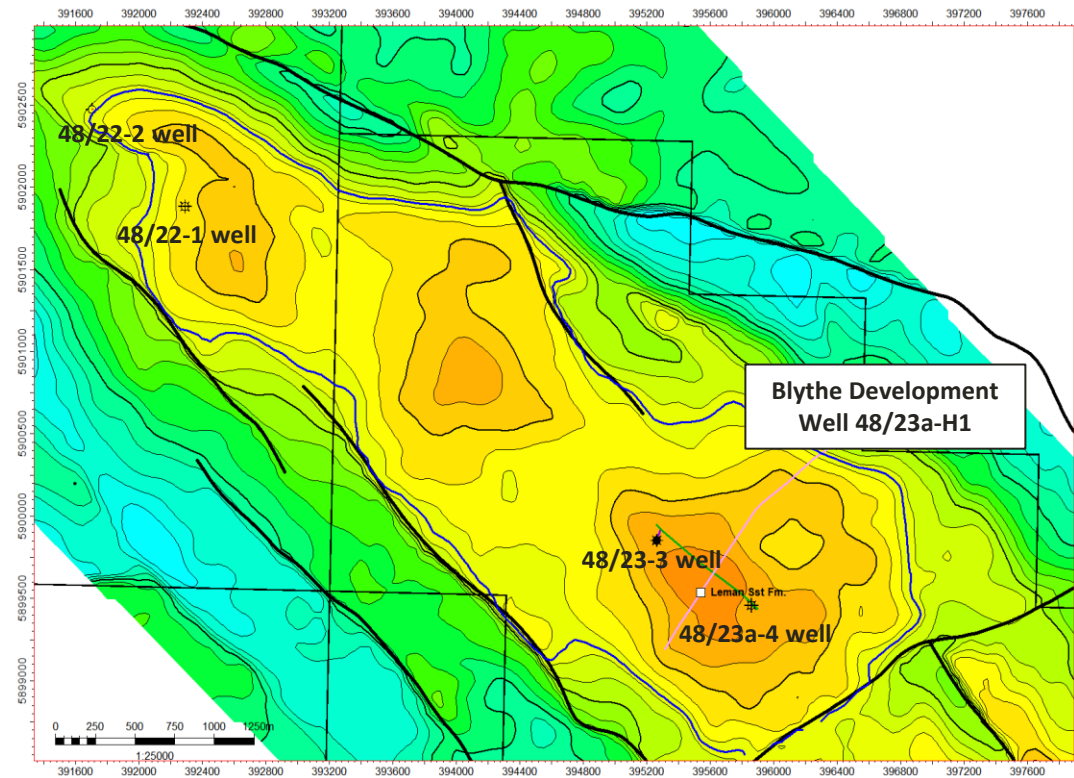 391600 392000 392400 392800 393200 393600 394000 394400 394800 395200 395600 396000 396400 396800 397200 397600
5902500
5902000
5901500
5901000
5900500
5900000
5899500
5899000
48/22-2 well
48/22-1 well
Blythe Development
Well 48/23a-H1
48/23-3 well
Leman Sst Fm.
48/23a-4 well
0 250 500 750 1000 1250m
1:25000
391600 392000 392400 392800 393200 393600 394000 394400 394800 395200 395600 396000 396400 396800 397200 397600